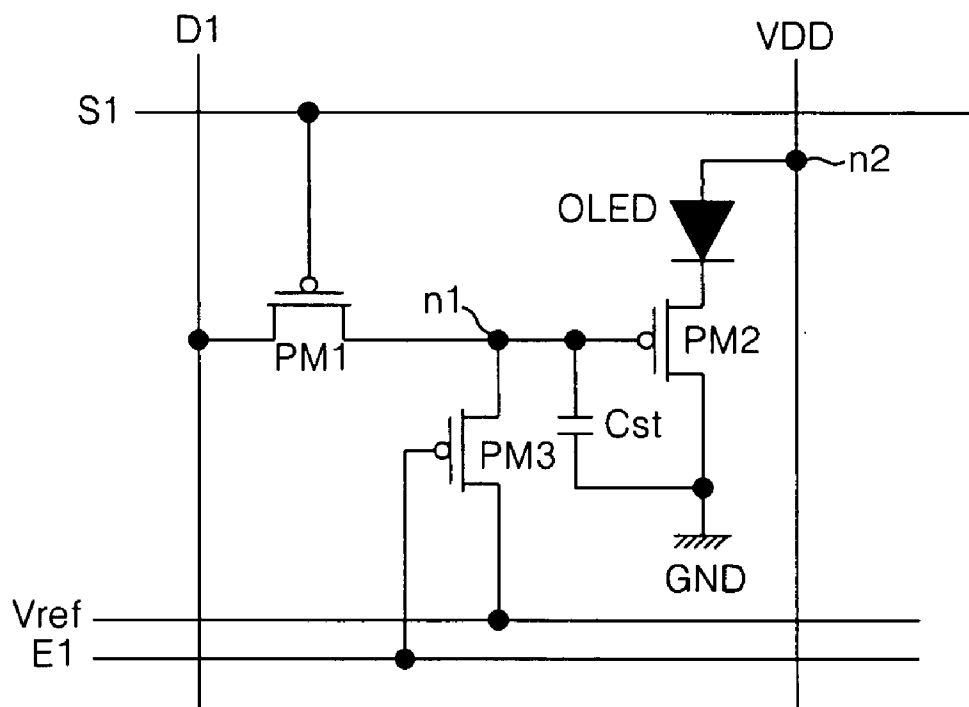 D1
VDD
S1
n2
OLED
n1
PM1
PM2
Cst
PM3
GND
Vref
E1